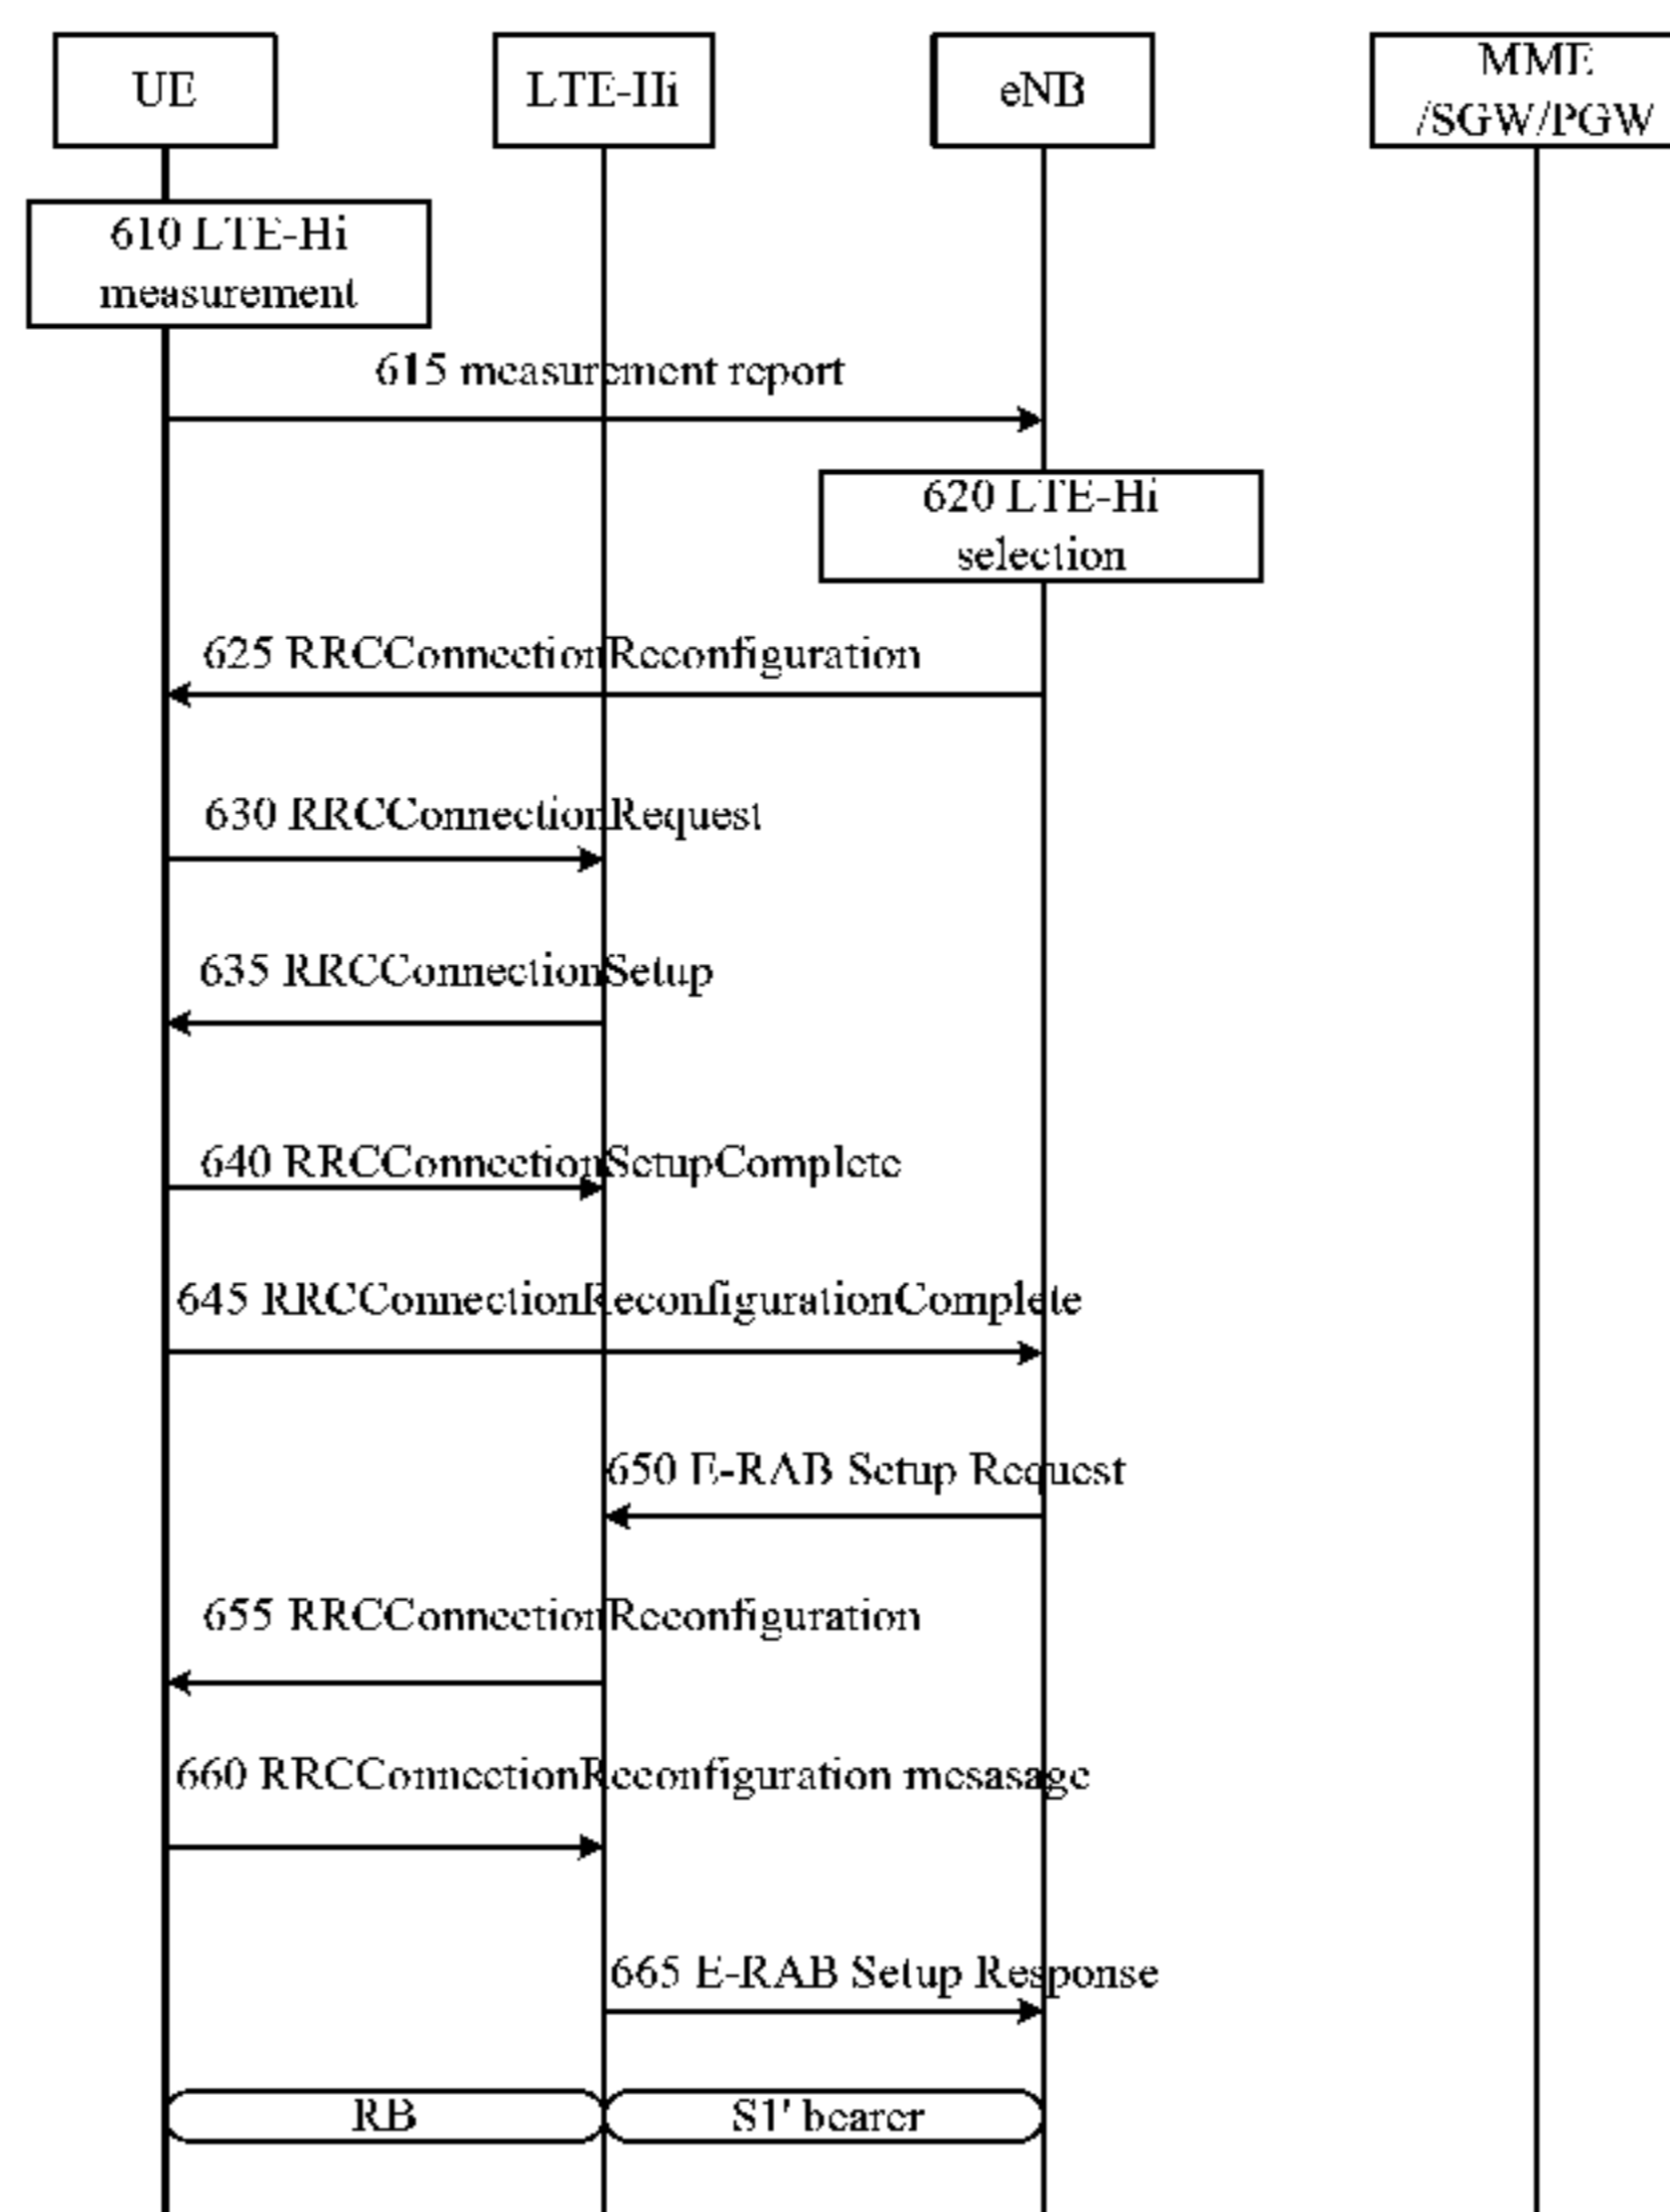 UE
LTE-Hi
eNB
MME
/SGW/PGW
610 LTE-Hi
measurement
615 measurement report
620 LTE-Hi
selection
625 RRCConnectionReconfiguration
630 RRCConnectionRequest
635 RRCConnectionSetup
640 RRCConnectionSetupComplete
645 RRCConnectionReconfigurationComplete
650 E-RAB Setup Request
655 RRCConnectionReconfiguration
660 RRCConnectionReconfiguration mesasage
665 E-RAB Setup Response
RB
S1' bearer